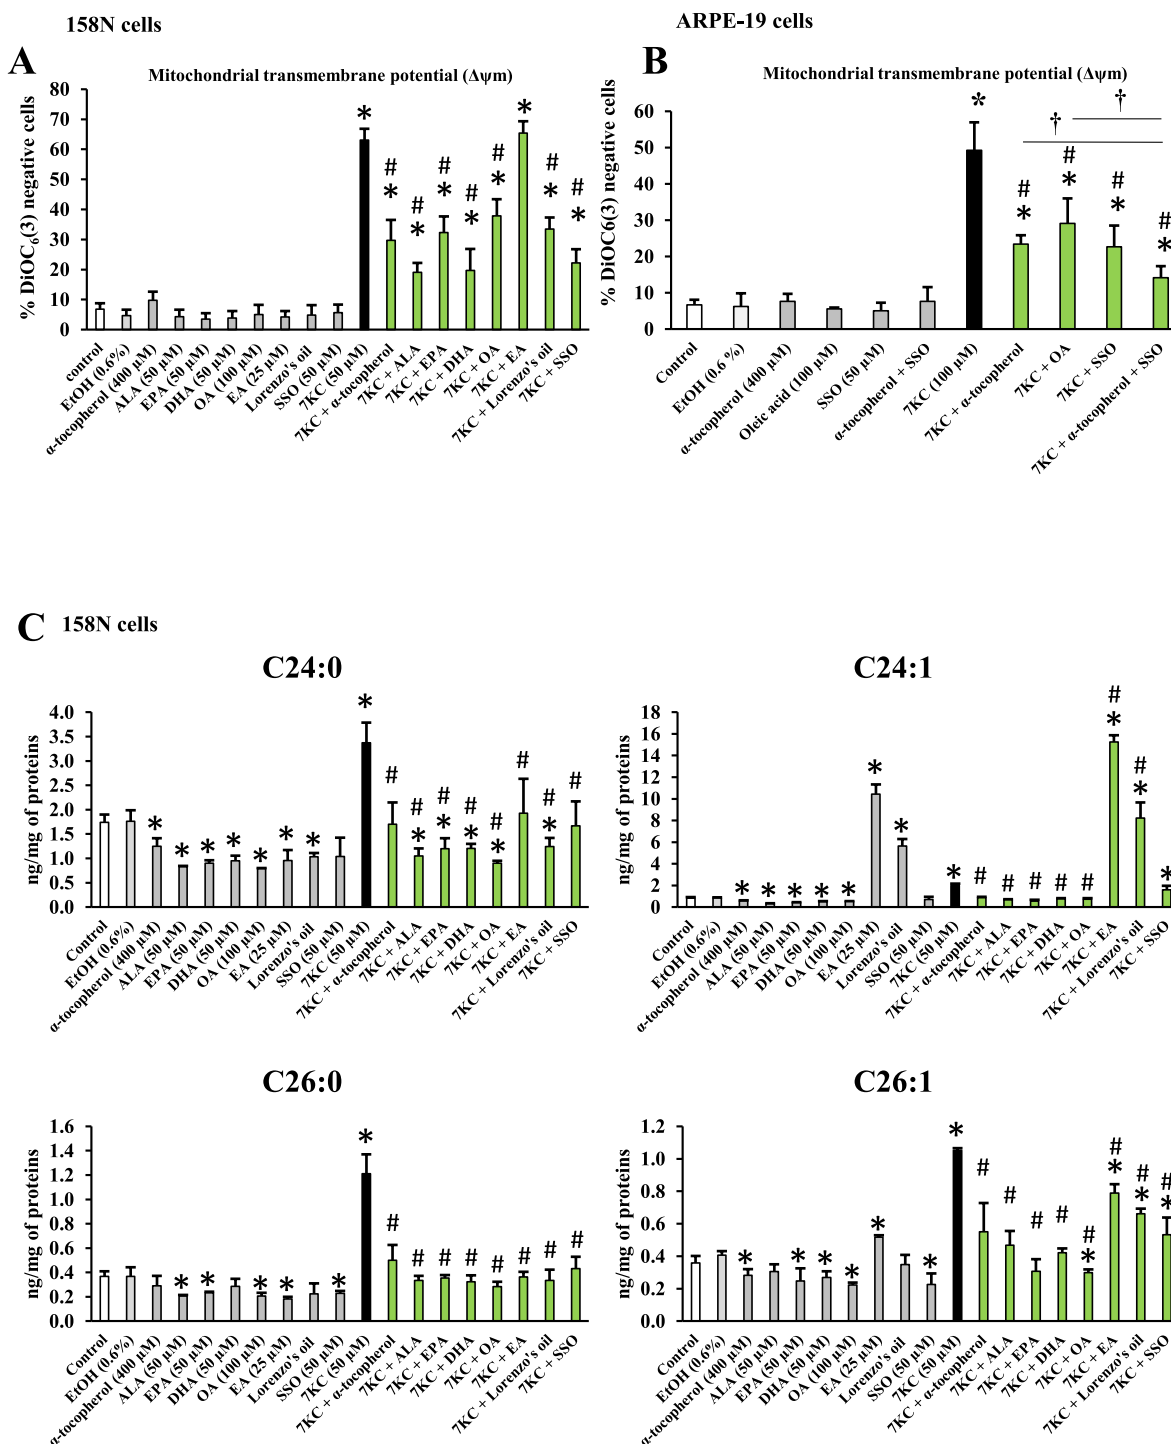 158N cells
ARPE-19 cells
A
Mitochondrial transmembrane potential (Δψm)
% DiOC6(3) negative cells
80
70
60
50
40
30
20
10
0
*
# *
# *
# *
# *
# *
*
# *
# *
control
EtOH (0.6%)
α-tocopherol (400 µM)
ALA (50 µM)
EPA (50 µM)
DHA (50 µM)
OA (100 µM)
EA (25 µM)
Lorenzo's oil
SSO (50 µM)
7KC (50 µM)
7KC + α-tocopherol
7KC + ALA
7KC + EPA
7KC + DHA
7KC + OA
7KC + EA
7KC + Lorenzo's oil
7KC + SSO
B
Mitochondrial transmembrane potential (Δψm)
% DiOC6(3) negative cells
60
50
40
30
20
10
0
*
† †
# *
# *
# *
# *
Control
EtOH (0.6 %)
α-tocopherol (400 µM)
Oleic acid (100 µM)
SSO (50 µM)
α-tocopherol + SSO
7KC (100 µM)
7KC + α-tocopherol
7KC + OA
7KC + SSO
7KC + α-tocopherol + SSO
C 158N cells
C24:0
ng/mg of proteins
4.0
3.5
3.0
2.5
2.0
1.5
1.0
0.5
0.0
* * * * * * *
*
#
# *
# *
# *
# *
#
# *
#
Control
EtOH (0.6%)
α-tocopherol (400 µM)
ALA (50 µM)
EPA (50 µM)
DHA (50 µM)
OA (100 µM)
EA (25 µM)
Lorenzo's oil
SSO (50 µM)
7KC (50 µM)
7KC + α-tocopherol
7KC + ALA
7KC + EPA
7KC + DHA
7KC + OA
7KC + EA
7KC + Lorenzo's oil
7KC + SSO
C24:1
ng/mg of proteins
18
16
14
12
10
8
6
4
2
0
* * * * * * *
*
# # # # #
# *
# *
*
Control
EtOH (0.6%)
α-tocopherol (400 µM)
ALA (50 µM)
EPA (50 µM)
DHA (50 µM)
OA (100 µM)
EA (25 µM)
Lorenzo's oil
SSO (50 µM)
7KC (50 µM)
7KC + α-tocopherol
7KC + ALA
7KC + EPA
7KC + DHA
7KC + OA
7KC + EA
7KC + Lorenzo's oil
7KC + SSO
C26:0
ng/mg of proteins
1.6
1.4
1.2
1.0
0.8
0.6
0.4
0.2
0.0
* * * * *
*
# # # # # # # #
Control
EtOH (0.6%)
α-tocopherol (400 µM)
ALA (50 µM)
EPA (50 µM)
DHA (50 µM)
OA (100 µM)
EA (25 µM)
Lorenzo's oil
SSO (50 µM)
7KC (50 µM)
7KC + α-tocopherol
7KC + ALA
7KC + EPA
7KC + DHA
7KC + OA
7KC + EA
7KC + Lorenzo's oil
7KC + SSO
C26:1
ng/mg of proteins
1.2
1.0
0.8
0.6
0.4
0.2
0.0
* * * * * *
*
# # # #
# *
# *
# *
# *
Control
EtOH (0.6%)
α-tocopherol (400 µM)
ALA (50 µM)
EPA (50 µM)
DHA (50 µM)
OA (100 µM)
EA (25 µM)
Lorenzo's oil
SSO (50 µM)
7KC (50 µM)
7KC + α-tocopherol
7KC + ALA
7KC + EPA
7KC + DHA
7KC + OA
7KC + EA
7KC + Lorenzo's oil
7KC + SSO